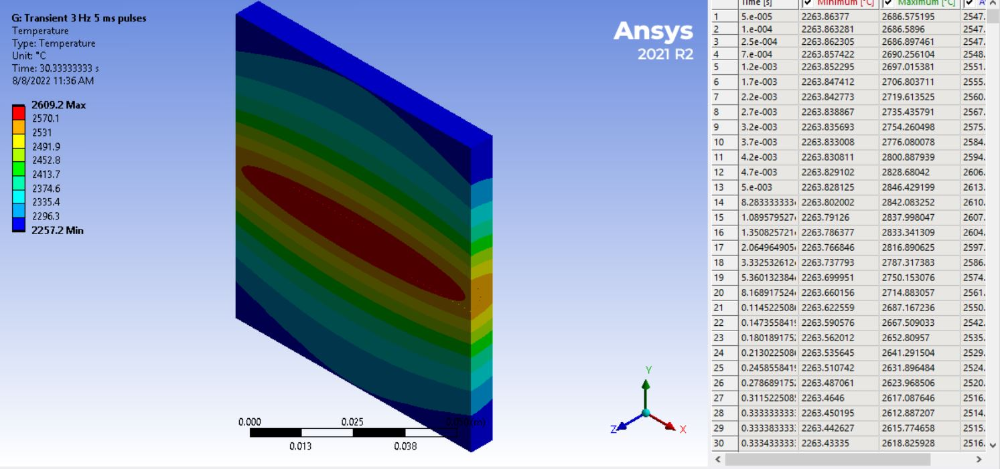 G: Transient 3 Hz 5 ms pulses
Temperature
Type: Temperature
Unit: °C
Time: 30.33333333 s
8/8/2022 11:36 AM
2609.2 Max
2570.1
2531
2491.9
2452.8
2413.7
2374.6
2335.4
2296.3
2257.2 Min
Ansys
2021 R2
0.000 0.025 (m)
0.013 0.038
Y
Z X
Time [s] Minimum [°C] Maximum [°C] A
1 5.e-005 2263.86377 2686.575195 2547.
2 1.e-004 2263.863281 2686.5896 2547.
3 2.5e-004 2263.862305 2686.897461 2547.
4 7.e-004 2263.857422 2690.256104 2548.
5 1.2e-003 2263.852295 2697.015381 2551.
6 1.7e-003 2263.847412 2706.803711 2555.
7 2.2e-003 2263.842773 2719.613525 2560.
8 2.7e-003 2263.838867 2735.435791 2567.
9 3.2e-003 2263.835693 2754.260498 2575.
10 3.7e-003 2263.833008 2776.080078 2584.
11 4.2e-003 2263.830811 2800.887939 2594.
12 4.7e-003 2263.829102 2828.68042 2606.
13 5.e-003 2263.828125 2846.429199 2613.
14 8.283333333 2263.802002 2842.083252 2610.
15 1.089579527 2263.79126 2837.998047 2607.
16 1.350825721 2263.786377 2833.341309 2604.
17 2.064964905 2263.766846 2816.890625 2597.
18 3.332532612 2263.737793 2787.317383 2586.
19 5.360132384 2263.699951 2750.153076 2574.
20 8.168917524 2263.660156 2714.883057 2561.
21 0.114522508 2263.622559 2687.167236 2550.
22 0.147355841 2263.590576 2667.509033 2542.
23 0.180189175 2263.562012 2652.80957 2535.
24 0.213022508 2263.535645 2641.291504 2529.
25 0.245855841 2263.510742 2631.896484 2524.
26 0.278689175 2263.487061 2623.968506 2520.
27 0.311522508 2263.4646 2617.087646 2516.
28 0.333333333 2263.450195 2612.887207 2514.
29 0.333383333 2263.442627 2615.774658 2515.
30 0.334333333 2263.43335 2618.825928 2516.